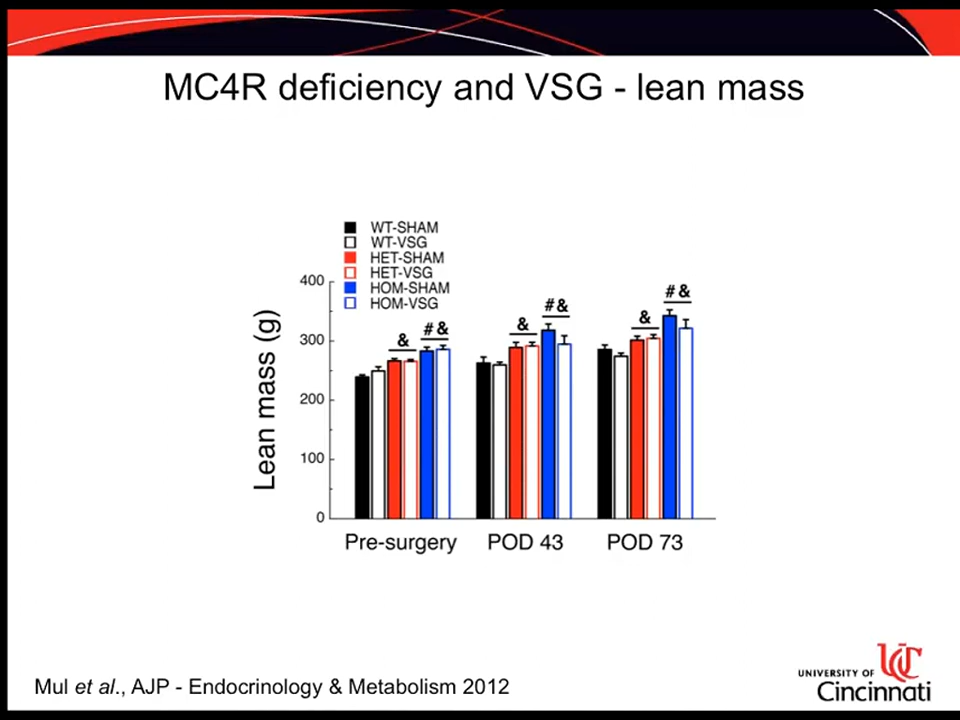 MC4R deficiency and VSG - lean mass
WT-SHAM
WT-VSG
HET-SHAM
HET-VSG
HOM-SHAM
HOM-VSG
Lean mass (g)
400
300
200
100
0
&
# &
&
# &
&
# &
Pre-surgery POD 43 POD 73
Mul et al., AJP - Endocrinology & Metabolism 2012
UC
UNIVERSITY OF
Cincinnati